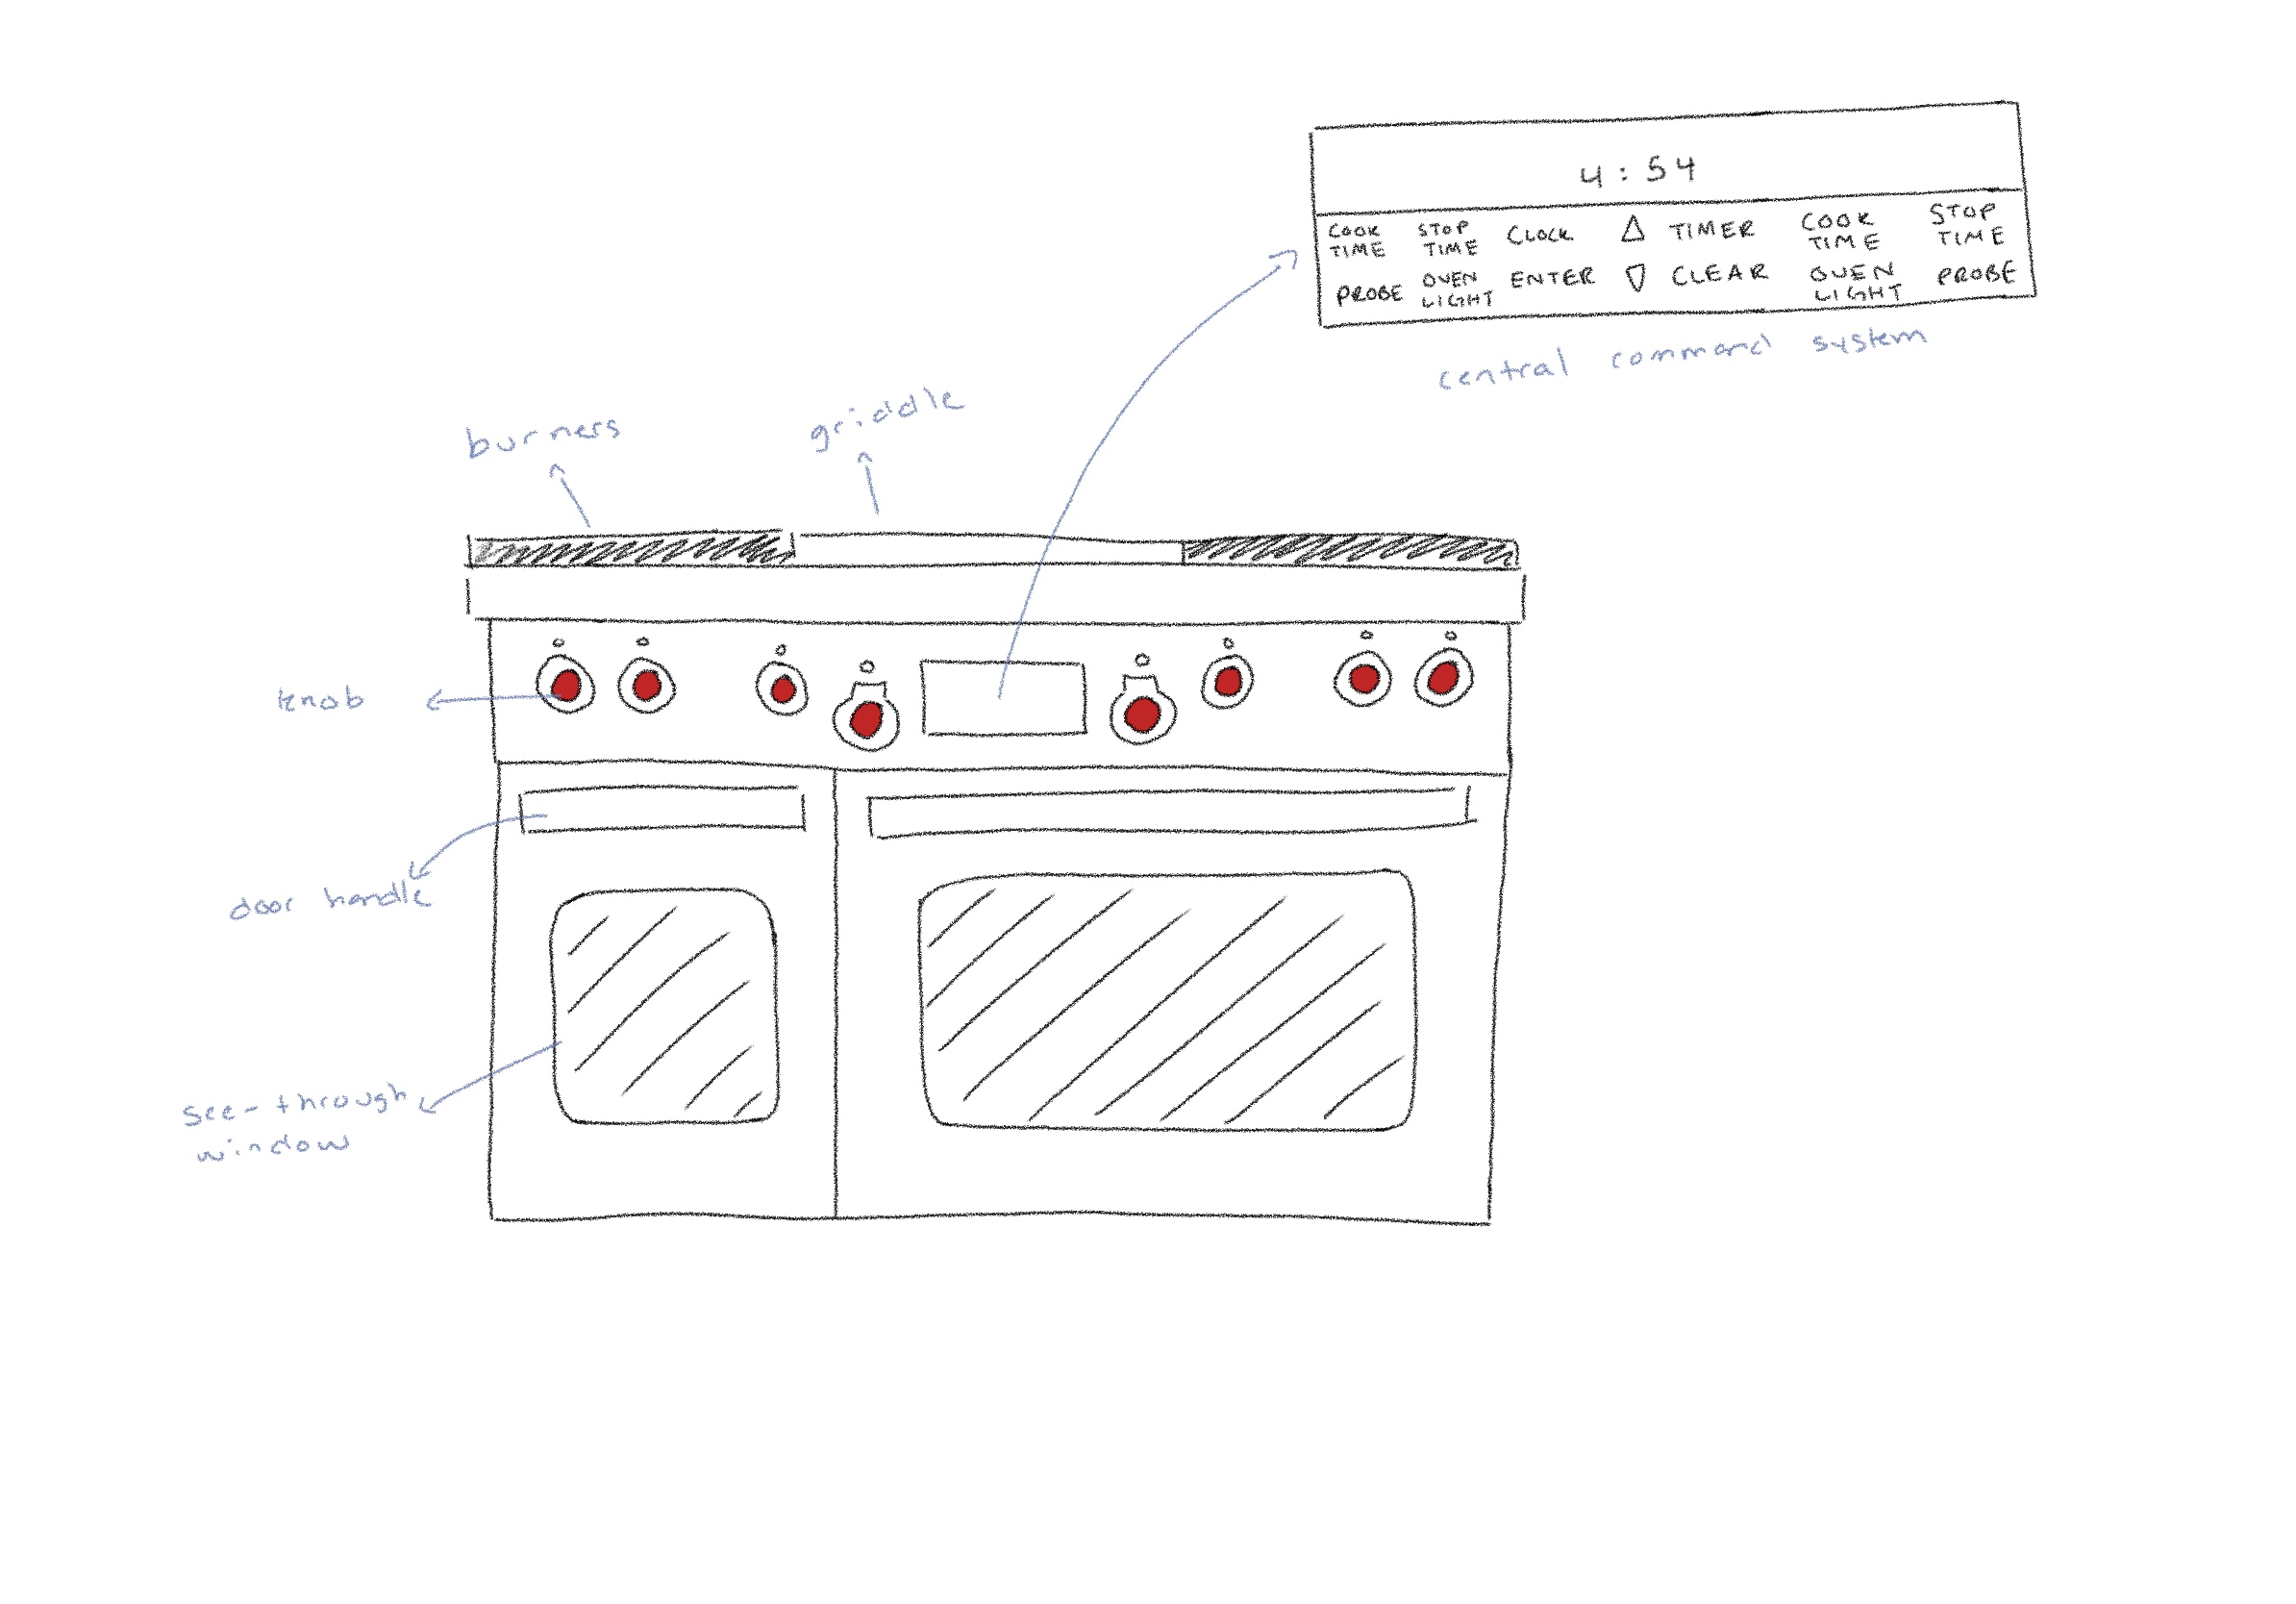 4:54
COOK TIME STOP TIME CLOCK △ TIMER COOK TIME STOP TIME
PROBE OVEN LIGHT ENTER ▽ CLEAR OVEN LIGHT PROBE
central command system
burners
griddle
knob
door handle
see-through
window